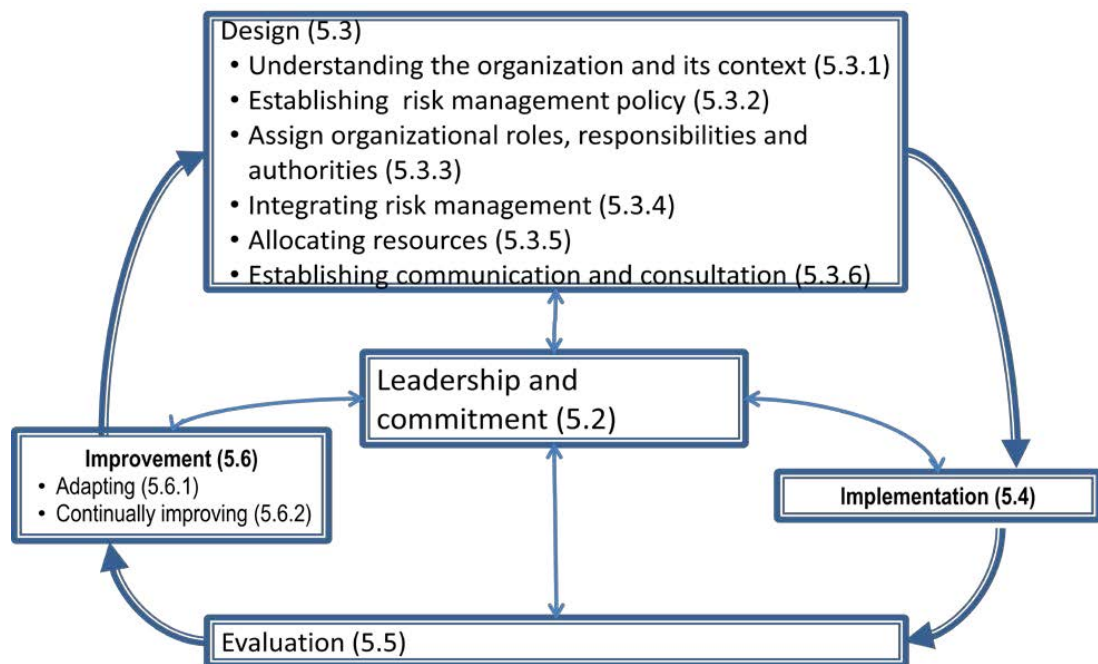 Design (5.3)
• Understanding the organization and its context (5.3.1)
• Establishing risk management policy (5.3.2)
• Assign organizational roles, responsibilities and
authorities (5.3.3)
• Integrating risk management (5.3.4)
• Allocating resources (5.3.5)
• Establishing communication and consultation (5.3.6)
Leadership and
commitment (5.2)
Improvement (5.6)
• Adapting (5.6.1)
• Continually improving (5.6.2)
Implementation (5.4)
Evaluation (5.5)